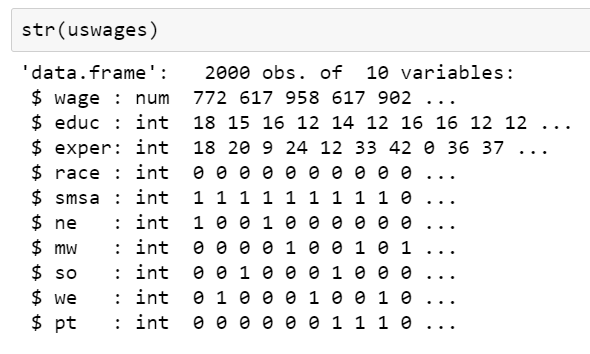 str(uswages)
'data.frame':   2000 obs. of  10 variables:
 $ wage : num  772 617 958 617 902 ...
 $ educ : int  18 15 16 12 14 12 16 16 12 12 ...
 $ exper: int  18 20 9 24 12 33 42 0 36 37  ...
 $ race : int  0 0 0 0 0 0 0 0 0 0 ...
 $ smsa : int  1 1 1 1 1 1 1 1 1 0 ...
 $ ne   : int  1 0 0 1 0 0 0 0 0 0 ...
 $ mw   : int  0 0 0 0 1 0 0 1 0 1 ...
 $ so   : int  0 0 1 0 0 0 1 0 0 0 ...
 $ we   : int  0 1 0 0 0 1 0 0 1 0 ...
 $ pt   : int  0 0 0 0 0 0 1 1 1 0 ...